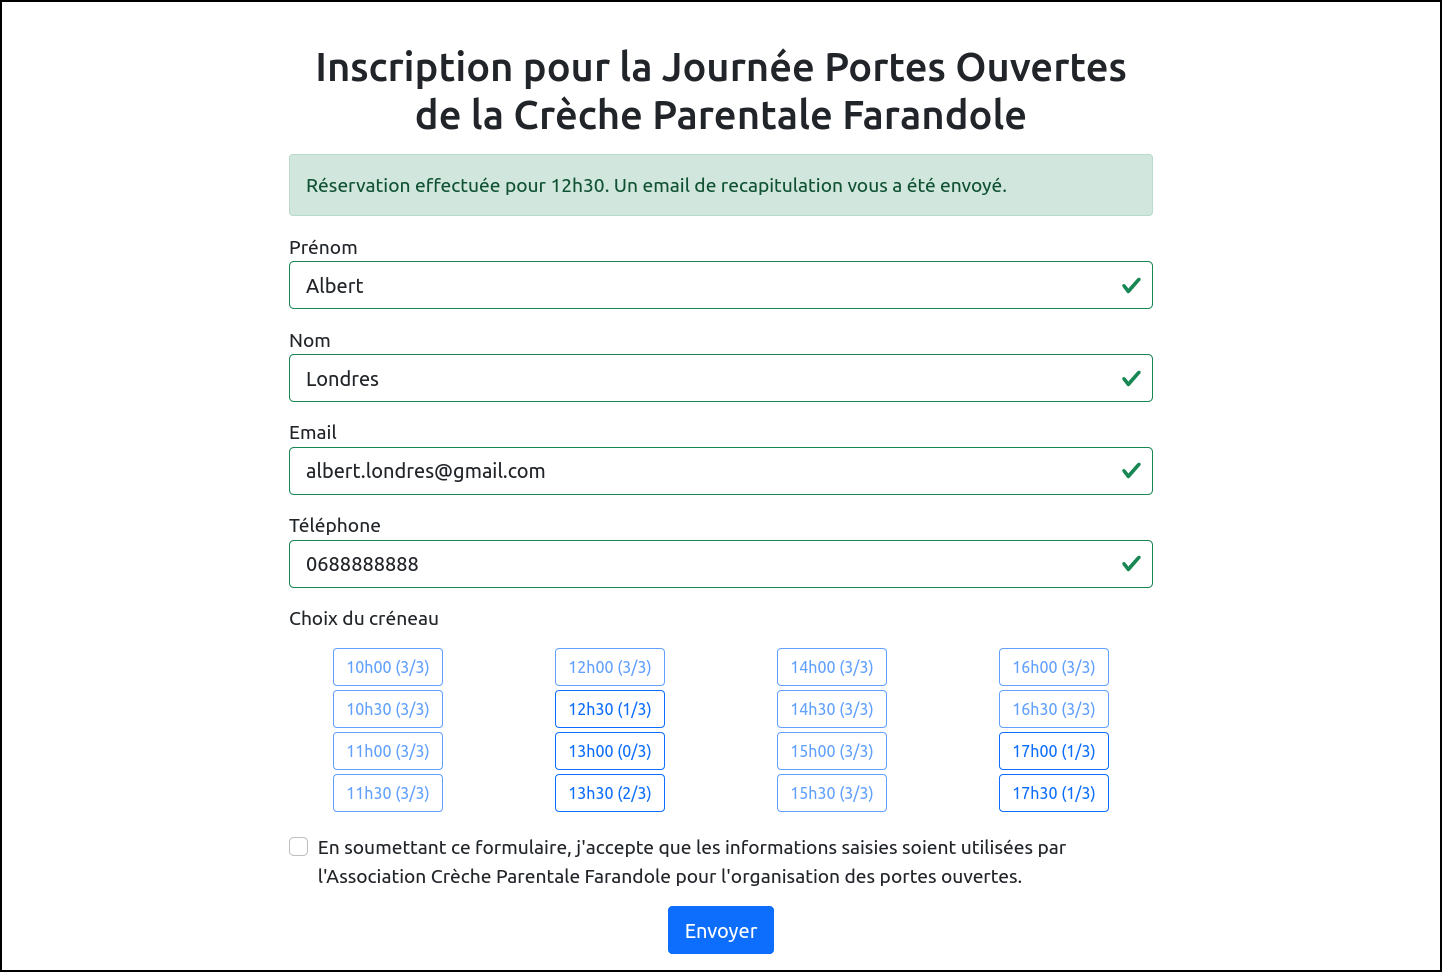 Inscription pour la Journée Portes Ouvertes
de la Crèche Parentale Farandole
Réservation effectuée pour 12h30. Un email de recapitulation vous a été envoyé.
Prénom
Albert
Nom
Londres
Email
albert.londres@gmail.com
Téléphone
0688888888
Choix du créneau
10h00 (3/3) 12h00 (3/3) 14h00 (3/3) 16h00 (3/3)
10h30 (3/3) 12h30 (1/3) 14h30 (3/3) 16h30 (3/3)
11h00 (3/3) 13h00 (0/3) 15h00 (3/3) 17h00 (1/3)
11h30 (3/3) 13h30 (2/3) 15h30 (3/3) 17h30 (1/3)
En soumettant ce formulaire, j'accepte que les informations saisies soient utilisées par
l'Association Crèche Parentale Farandole pour l'organisation des portes ouvertes.
Envoyer